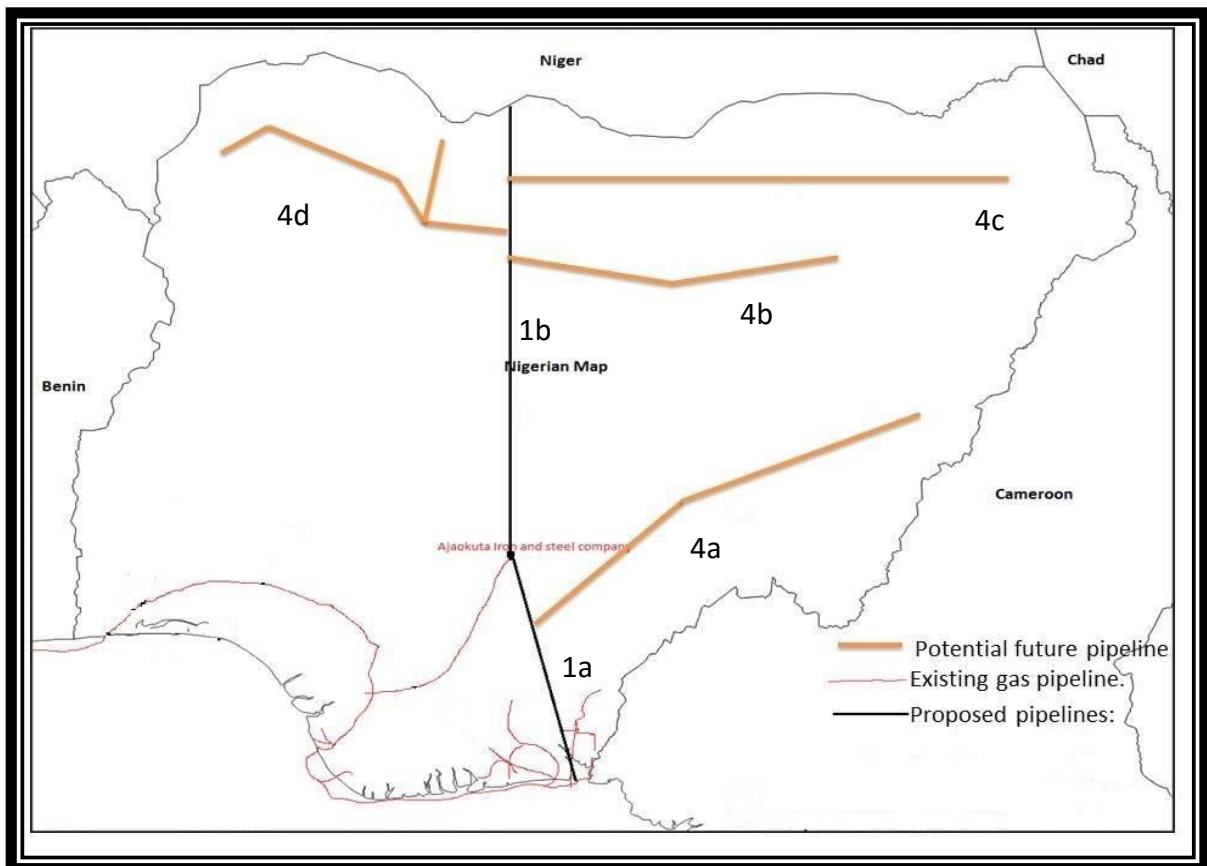 Niger
Chad
4d
4c
4b
1b
Nigerian Map
Benin
Cameroon
Ajaokuta Iron and steel company
4a
Potential future pipeline
1a
Existing gas pipeline.
Proposed pipelines: